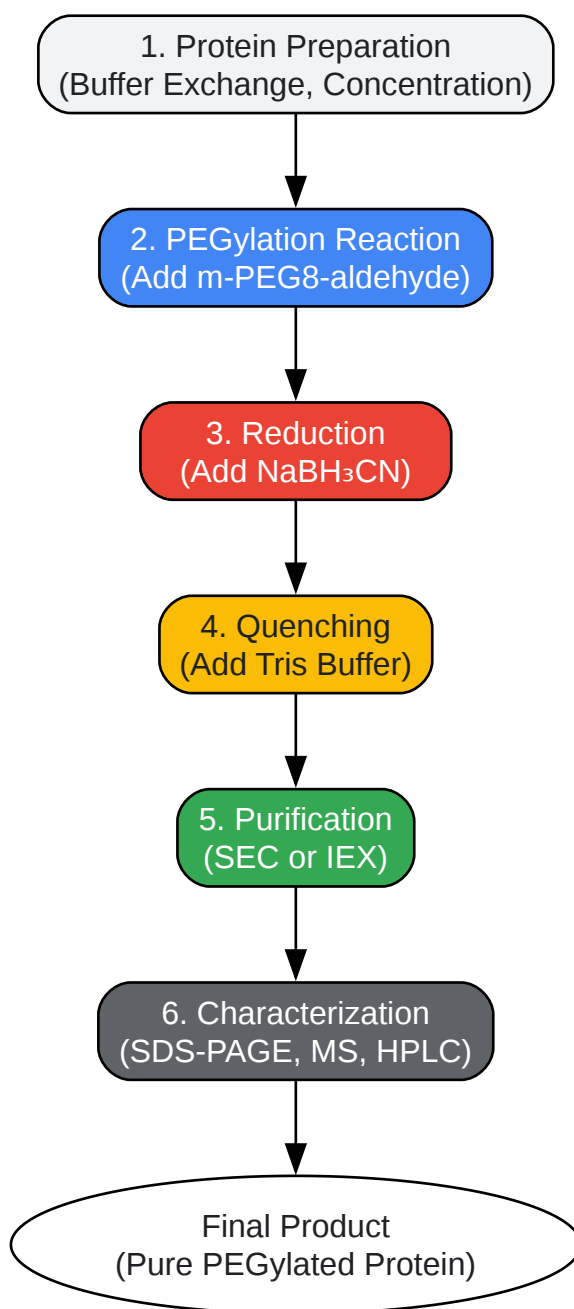 1. Protein Preparation
(Buffer Exchange, Concentration)
2. PEGylation Reaction
(Add m-PEG8-aldehyde)
3. Reduction
(Add NaBH₃CN)
4. Quenching
(Add Tris Buffer)
5. Purification
(SEC or IEX)
6. Characterization
(SDS-PAGE, MS, HPLC)
Final Product
(Pure PEGylated Protein)